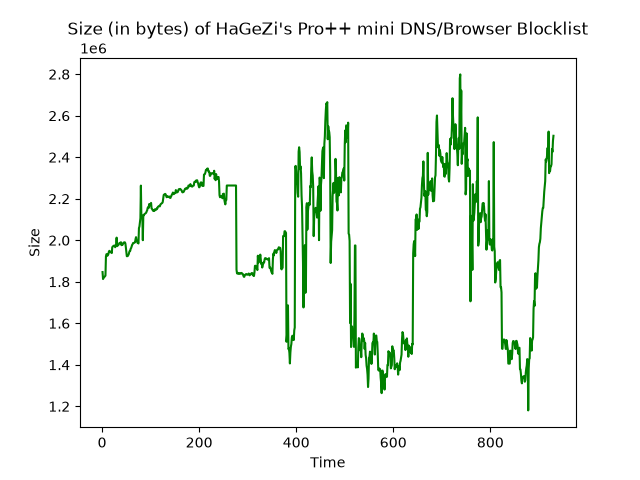 Size (in bytes) of HaGeZi's Pro++ mini DNS/Browser Blocklist
1e6
2.8
2.6
2.4
2.2
2.0
1.8
1.6
1.4
1.2
Size
0 200 400 600 800
Time